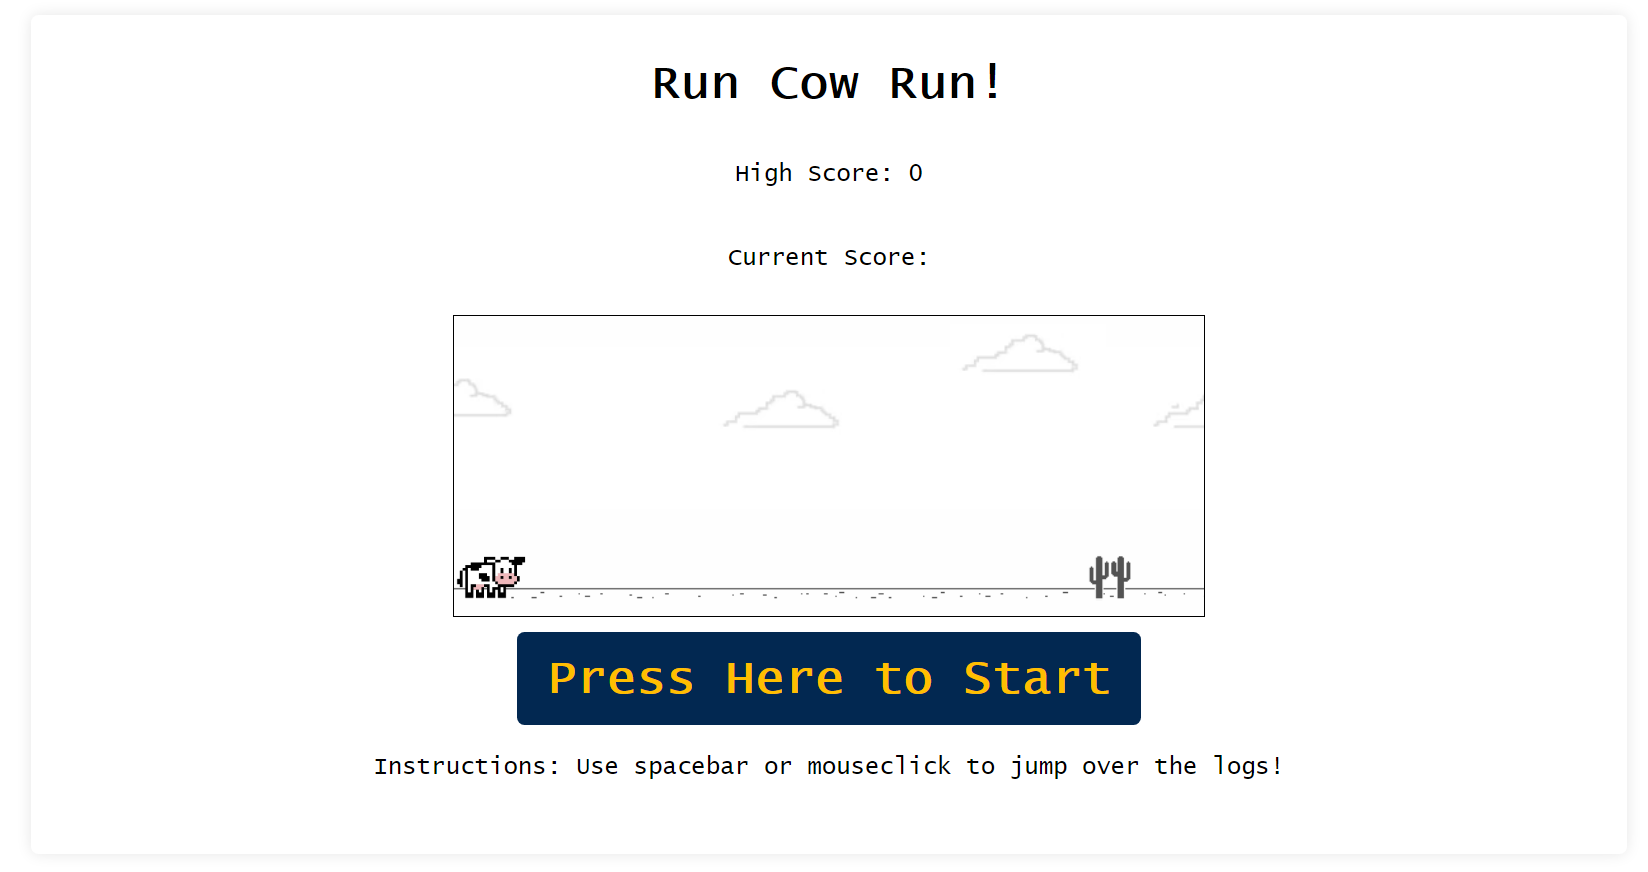 Run Cow Run!
High Score: 0
Current Score:
Press Here to Start
Instructions: Use spacebar or mouseclick to jump over the logs!